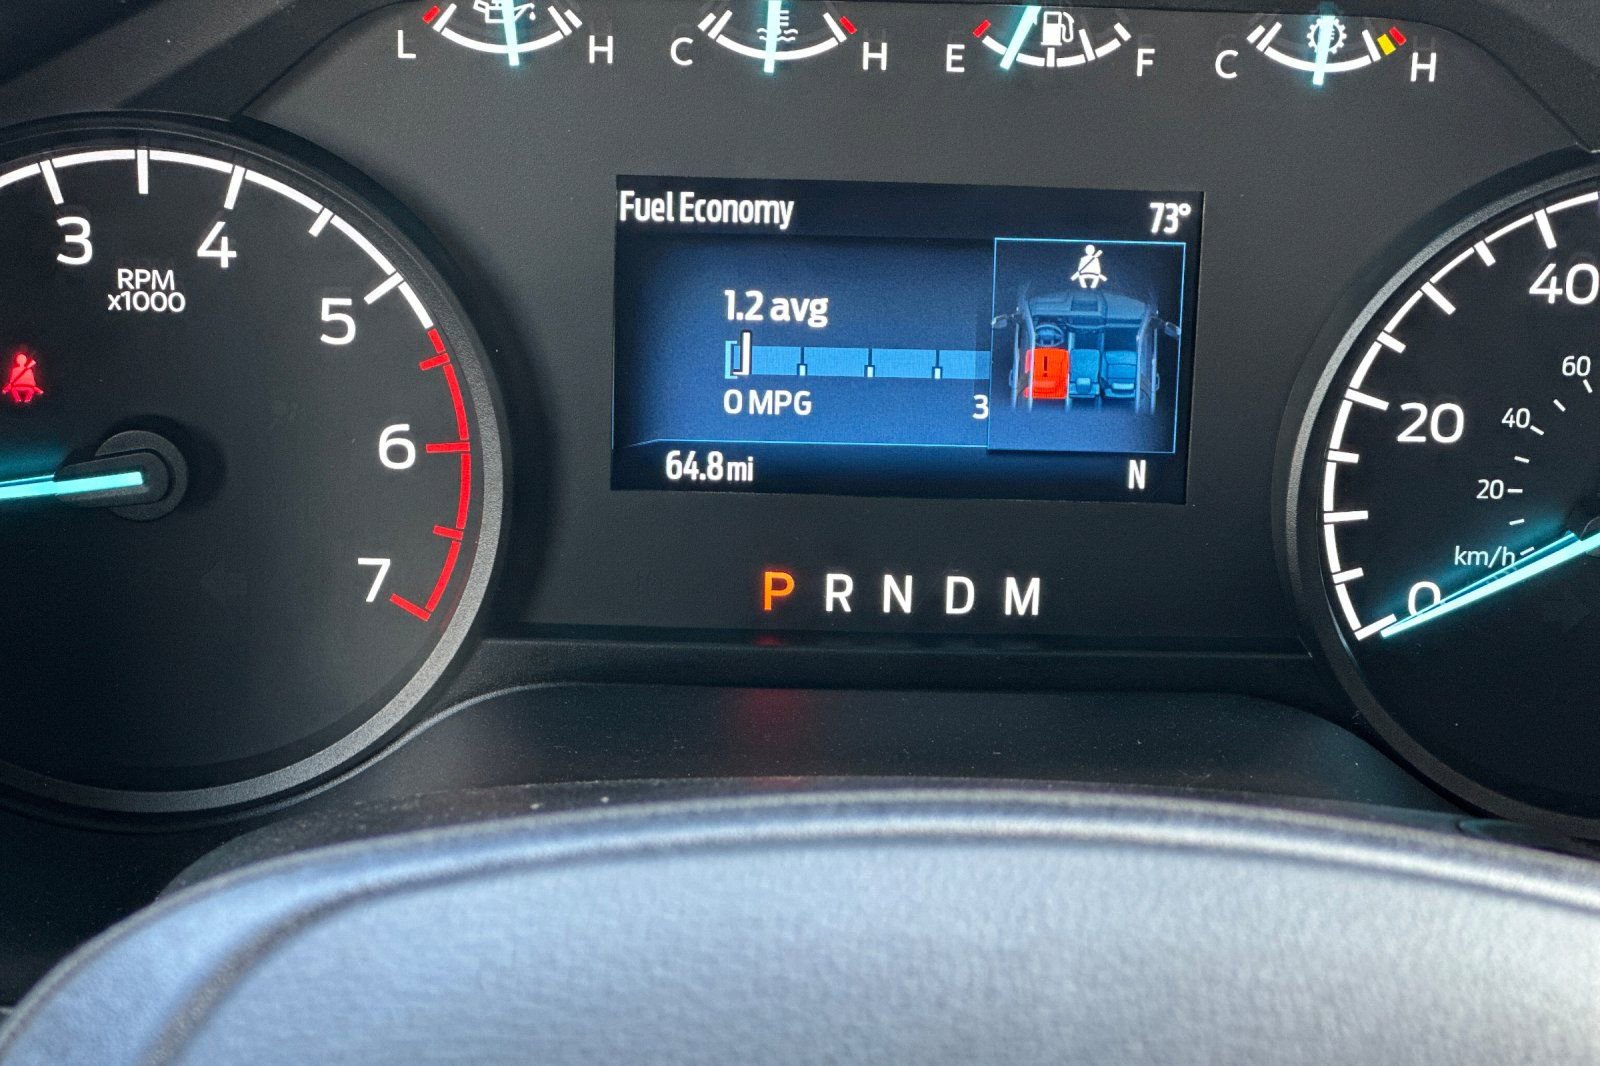 L H C H E F C H
Fuel Economy 73°
1.2 avg
0 MPG 3
64.8 mi N
P R N D M
3 4 5 6 7
RPM
x1000
0 20 40
20 40 60
km/h